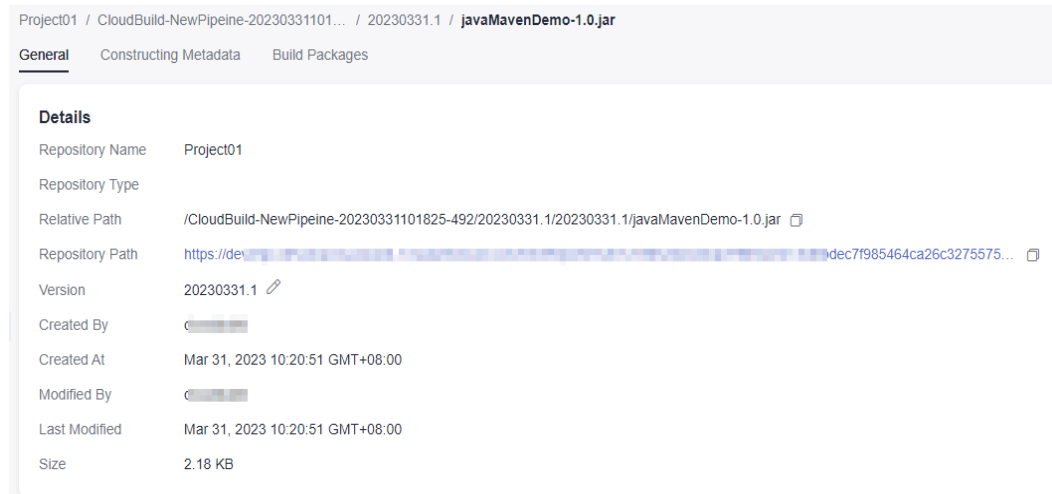 Project01 / CloudBuild-NewPipeine-20230331101... / 20230331.1 / javaMavenDemo-1.0.jar
General Constructing Metadata Build Packages
Details
Repository Name Project01
Repository Type
Relative Path /CloudBuild-NewPipeine-20230331101825-492/20230331.1/20230331.1/javaMavenDemo-1.0.jar
Repository Path https://dev dec7f985464ca26c3275575...
Version 20230331.1
Created By
Created At Mar 31, 2023 10:20:51 GMT+08:00
Modified By
Last Modified Mar 31, 2023 10:20:51 GMT+08:00
Size 2.18 KB